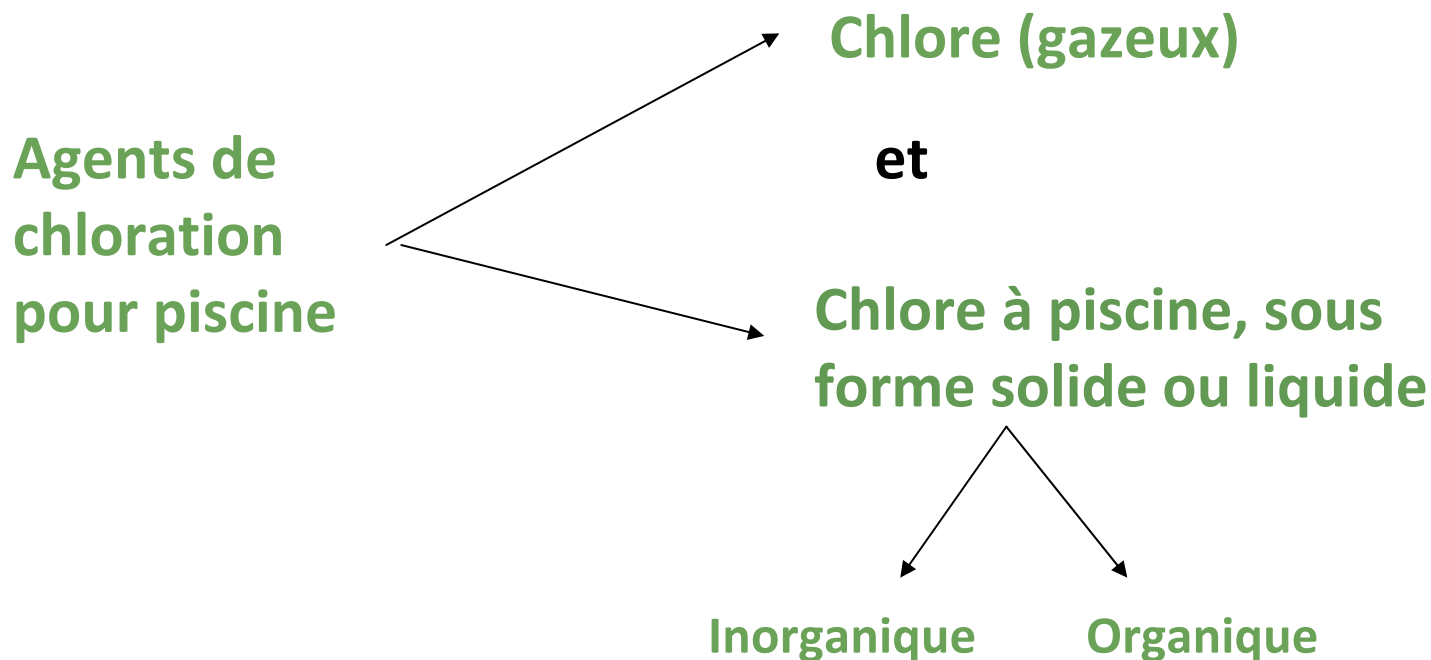 Chlore (gazeux)
Agents de
chloration
pour piscine
et
Chlore à piscine, sous
forme solide ou liquide
Inorganique
Organique